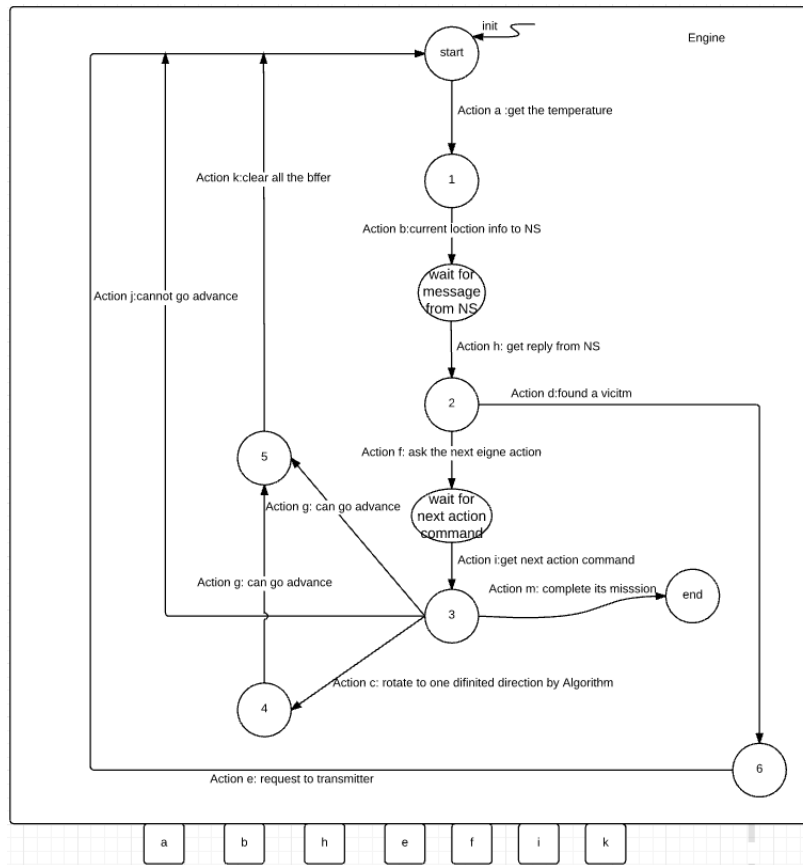 init
Engine
start
Action a :get the temperature
1
Action k:clear all the bffer
Action b:current loction info to NS
wait for
message
from NS
Action j:cannot go advance
Action h: get reply from NS
2
Action d:found a vicitm
Action f: ask the next eigne action
5
wait for
next action
command
Action g: can go advance
Action i:get next action command
Action g: can go advance
Action m: complete its misssion
end
3
Action c: rotate to one difinited direction by Algorithm
4
6
Action e: request to transmitter
a b h e f i k